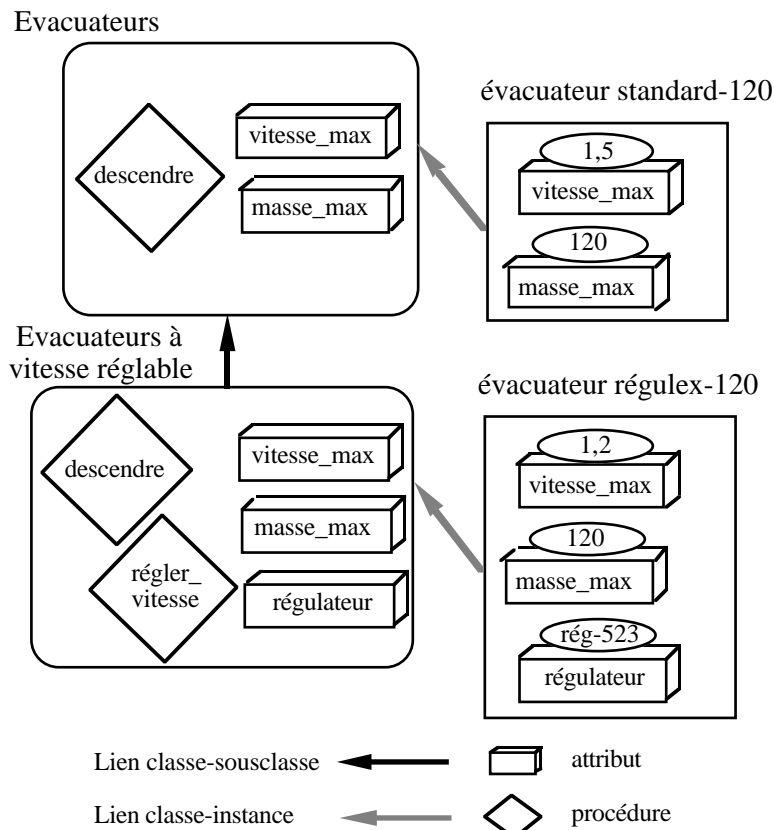 Evacuateurs
descendre
vitesse_max
masse_max
évacuateur standard-120
1,5
vitesse_max
120
masse_max
Evacuateurs à
vitesse réglable
descendre
régler_
vitesse
vitesse_max
masse_max
régulateur
évacuateur régulex-120
1,2
vitesse_max
120
masse_max
rég-523
régulateur
Lien classe-sousclasse
attribut
Lien classe-instance
procédure